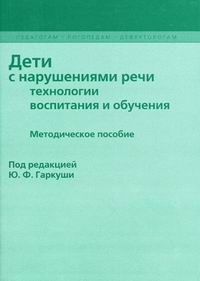 ПЕДАГОГАМ • ЛОГОПЕДАМ • ДЕФЕКТОЛОГАМ
Дети
с нарушениями речи
технологии
воспитания и обучения
Методическое пособие
Под редакцией
Ю. Ф. Гаркуши